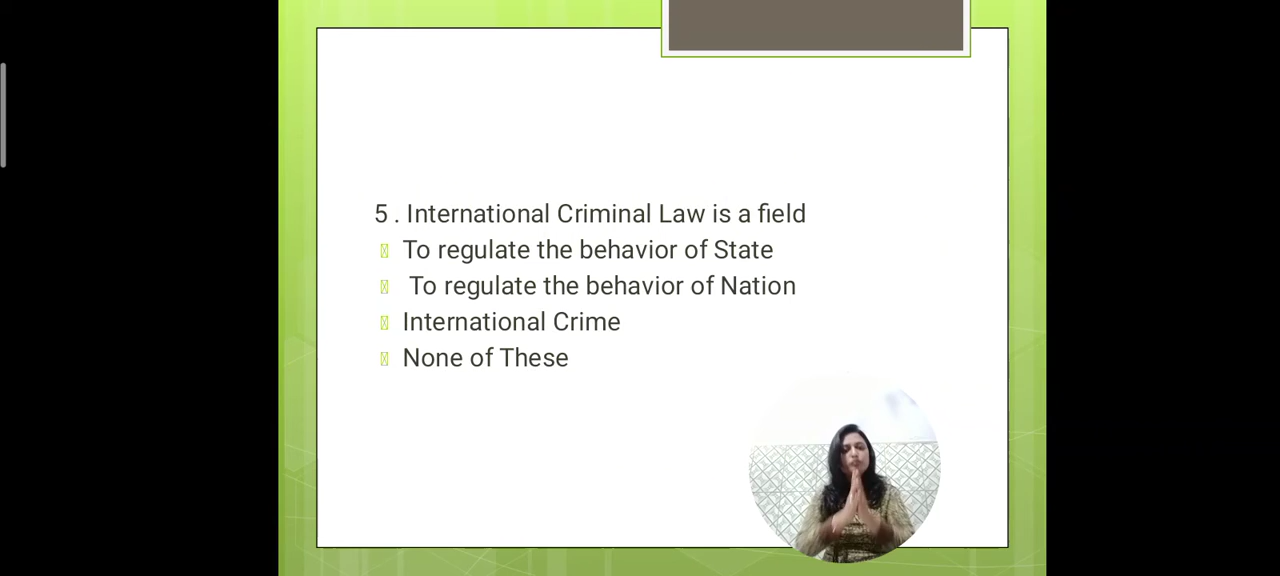 5 . International Criminal Law is a field
To regulate the behavior of State
To regulate the behavior of Nation
International Crime
None of These